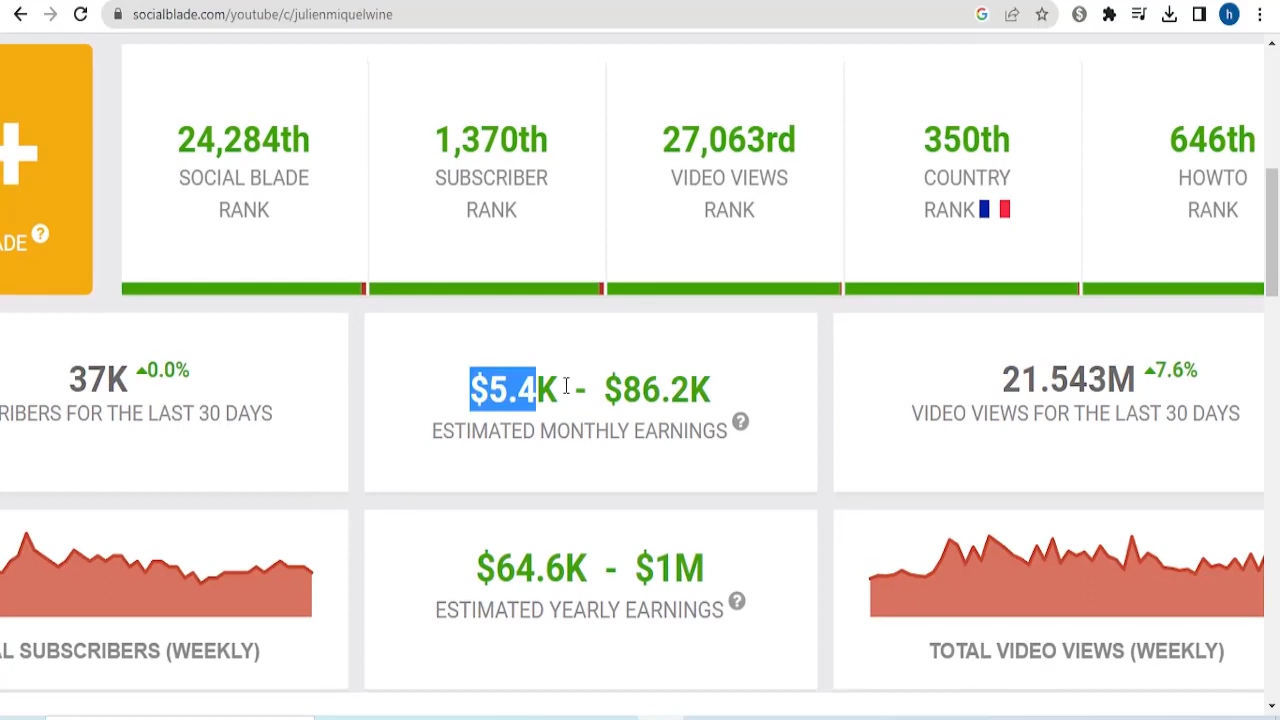 socialblade.com/youtube/c/julienmiquelwine
h
24,284th
SOCIAL BLADE
RANK
1,370th
SUBSCRIBER
RANK
27,063rd
VIDEO VIEWS
RANK
350th
COUNTRY
RANK
646th
HOWTO
RANK
+
ADE ?
37K 0.0%
RIBERS FOR THE LAST 30 DAYS
$5.4K - $86.2K
ESTIMATED MONTHLY EARNINGS ?
21.543M 7.6%
VIDEO VIEWS FOR THE LAST 30 DAYS
$64.6K - $1M
ESTIMATED YEARLY EARNINGS ?
AL SUBSCRIBERS (WEEKLY)
TOTAL VIDEO VIEWS (WEEKLY)